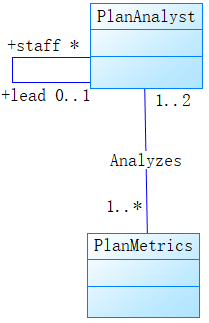 PlanAnalyst
+staff *
+lead 0..1
1..2
Analyzes
1..*
PlanMetrics